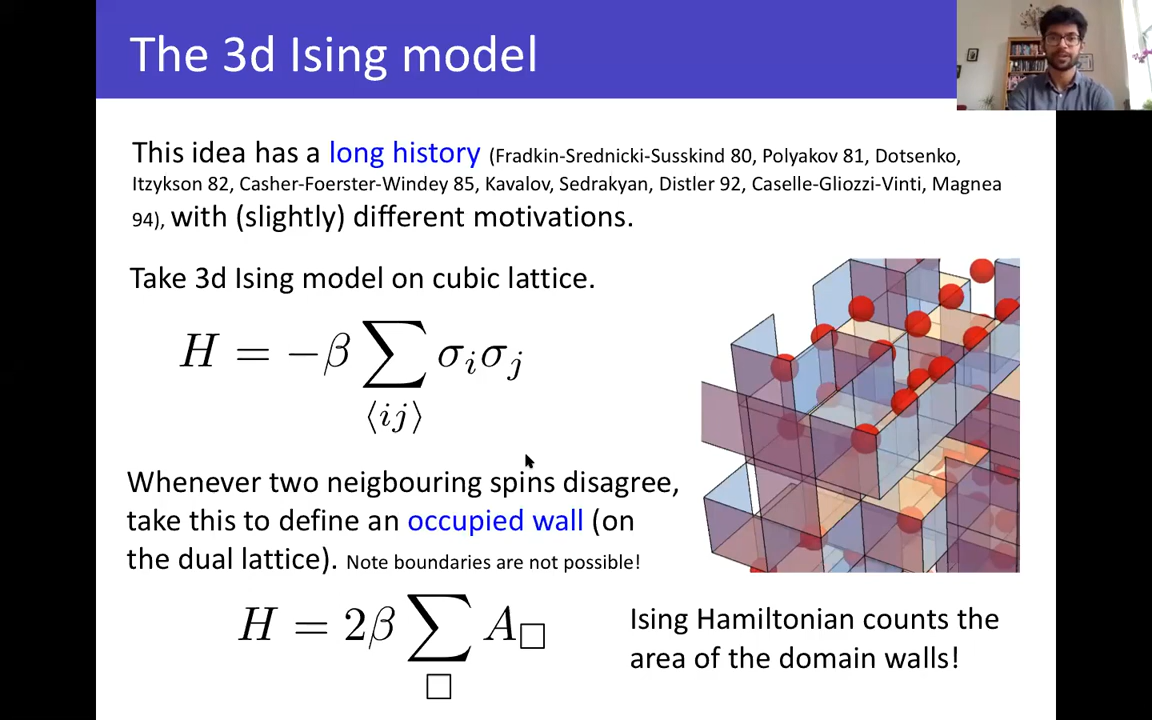 The 3d Ising model
This idea has a long history (Fradkin-Srednicki-Susskind 80, Polyakov 81, Dotsenko,
Itzykson 82, Casher-Foerster-Windey 85, Kavalov, Sedrakyan, Distler 92, Caselle-Gliozzi-Vinti, Magnea
94), with (slightly) different motivations.
Take 3d Ising model on cubic lattice.
H = −β ∑ σᵢσⱼ
⟨ij⟩
Whenever two neigbouring spins disagree,
take this to define an occupied wall (on
the dual lattice). Note boundaries are not possible!
H = 2β ∑ A□
□
Ising Hamiltonian counts the
area of the domain walls!